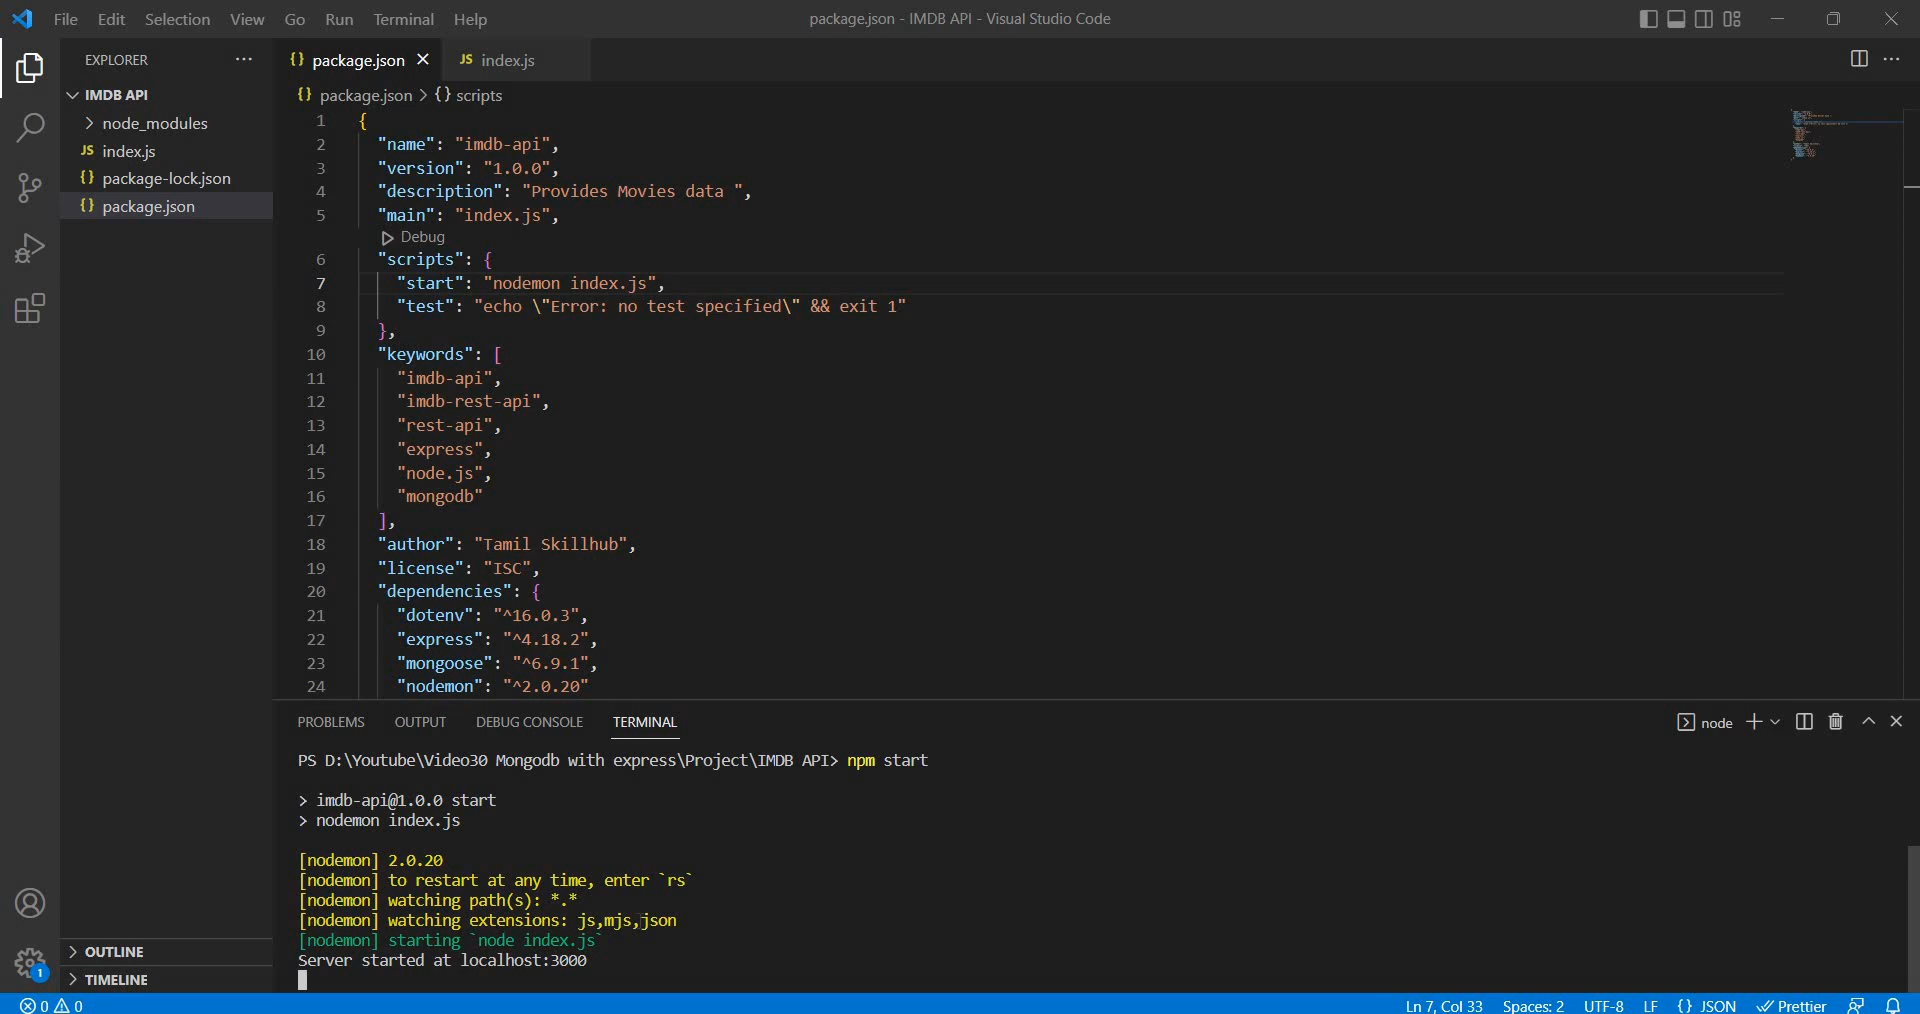 File Edit Selection View Go Run Terminal Help
package.json - IMDB API - Visual Studio Code
EXPLORER
IMDB API
node_modules
JS index.js
{} package-lock.json
{} package.json
OUTLINE
TIMELINE
{} package.json
JS index.js
{} package.json > {} scripts
1 {
2 "name": "imdb-api",
3 "version": "1.0.0",
4 "description": "Provides Movies data ",
5 "main": "index.js",
Debug
6 "scripts": {
7 "start": "nodemon index.js",
8 "test": "echo \"Error: no test specified\" && exit 1"
9 },
10 "keywords": [
11 "imdb-api",
12 "imdb-rest-api",
13 "rest-api",
14 "express",
15 "node.js",
16 "mongodb"
17 ],
18 "author": "Tamil Skillhub",
19 "license": "ISC",
20 "dependencies": {
21 "dotenv": "^16.0.3",
22 "express": "^4.18.2",
23 "mongoose": "^6.9.1",
24 "nodemon": "^2.0.20"
PROBLEMS OUTPUT DEBUG CONSOLE TERMINAL
node
PS D:\Youtube\Video30 Mongodb with express\Project\IMDB API> npm start
> imdb-api@1.0.0 start
> nodemon index.js
[nodemon] 2.0.20
[nodemon] to restart at any time, enter `rs`
[nodemon] watching path(s): *.*
[nodemon] watching extensions: js,mjs,json
[nodemon] starting `node index.js`
Server started at localhost:3000
1
0 0
Ln 7, Col 33 Spaces: 2 UTF-8 LF {} JSON Prettier